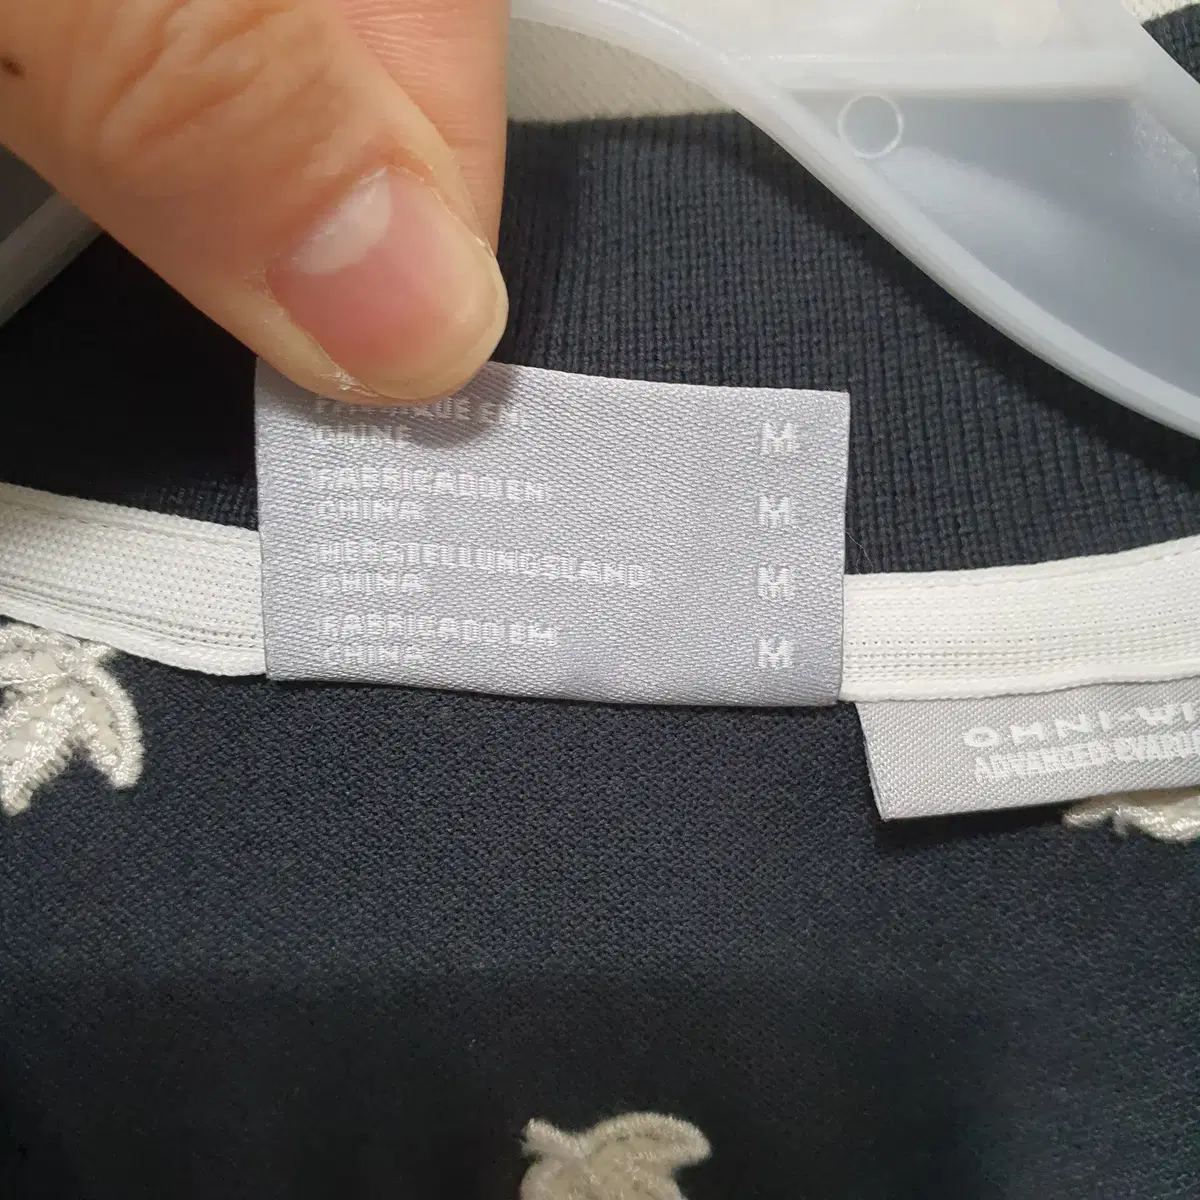 FABRIQUE EN
CHINE M
FABRICADO EN
CHINA M
HERSTELLUNGSLAND
CHINA M
FABRICADO EM
CHINA M
OMNI-WI
ADVANCED EVAPO